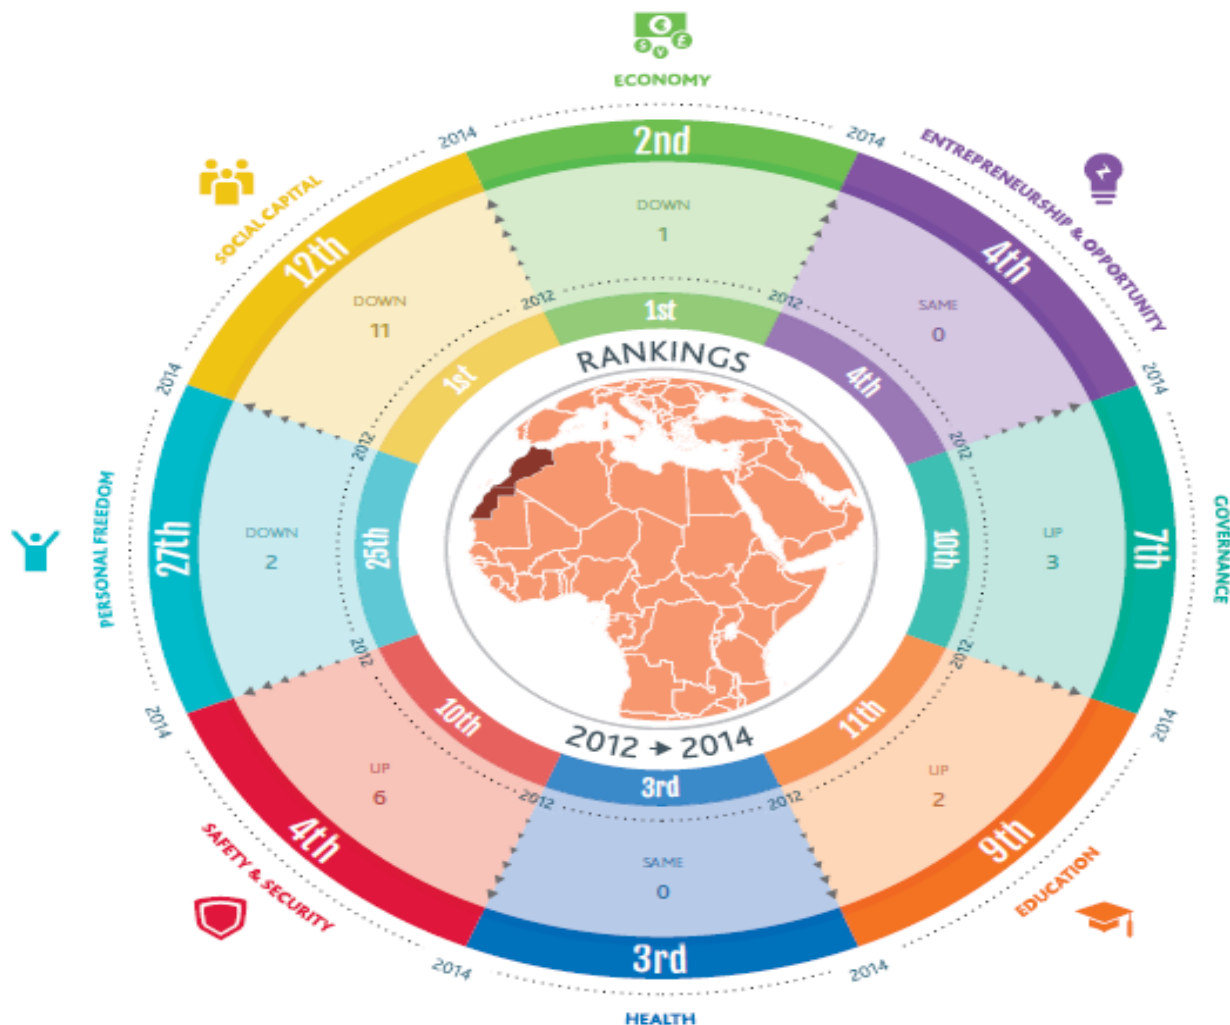 €
$
¥
£
ECONOMY
2014
2nd
2014
DOWN
1
2012
1st
2012
ENTREPRENEURSHIP & OPPORTUNITY
4th
SAME
0
4th
2014
2012
GOVERNANCE
7th
UP
3
10th
2012
2014
EDUCATION
9th
UP
2
11th
2012
2014
HEALTH
3rd
SAME
0
3rd
2012
2014
SAFETY & SECURITY
4th
UP
6
10th
2012
2014
PERSONAL FREEDOM
27th
DOWN
2
25th
2012
2014
SOCIAL CAPITAL
12th
DOWN
11
1st
RANKINGS
2012 → 2014